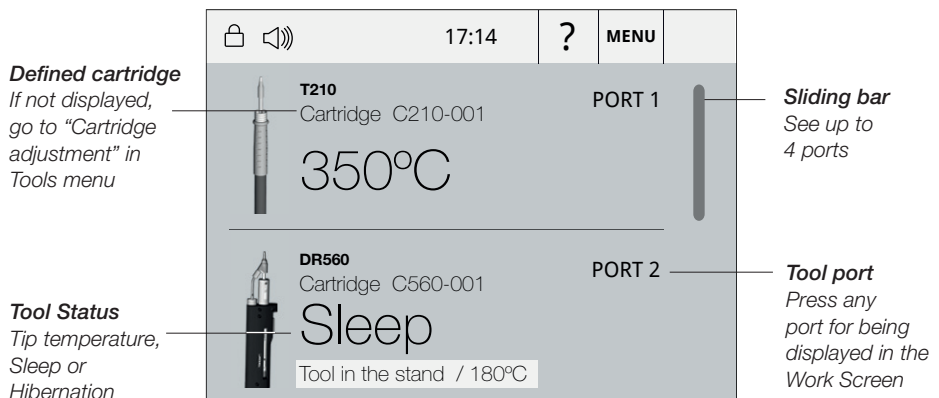 17:14
?
MENU
Defined cartridge
If not displayed,
go to “Cartridge
adjustment” in
Tools menu
T210
Cartridge C210-001
350ºC
PORT 1
Sliding bar
See up to
4 ports
DR560
Cartridge C560-001
Sleep
Tool in the stand / 180ºC
PORT 2
Tool Status
Tip temperature,
Sleep or
Hibernation
Tool port
Press any
port for being
displayed in the
Work Screen